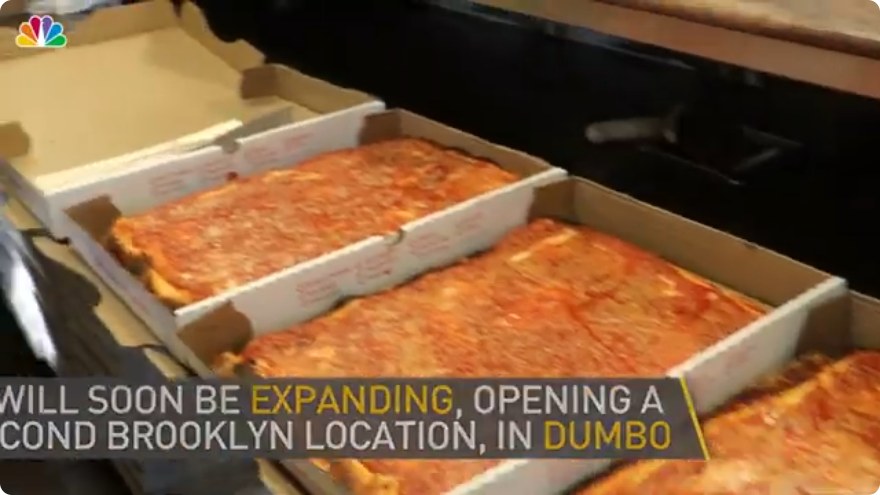 WILL SOON BE EXPANDING, OPENING A
COND BROOKLYN LOCATION, IN DUMBO